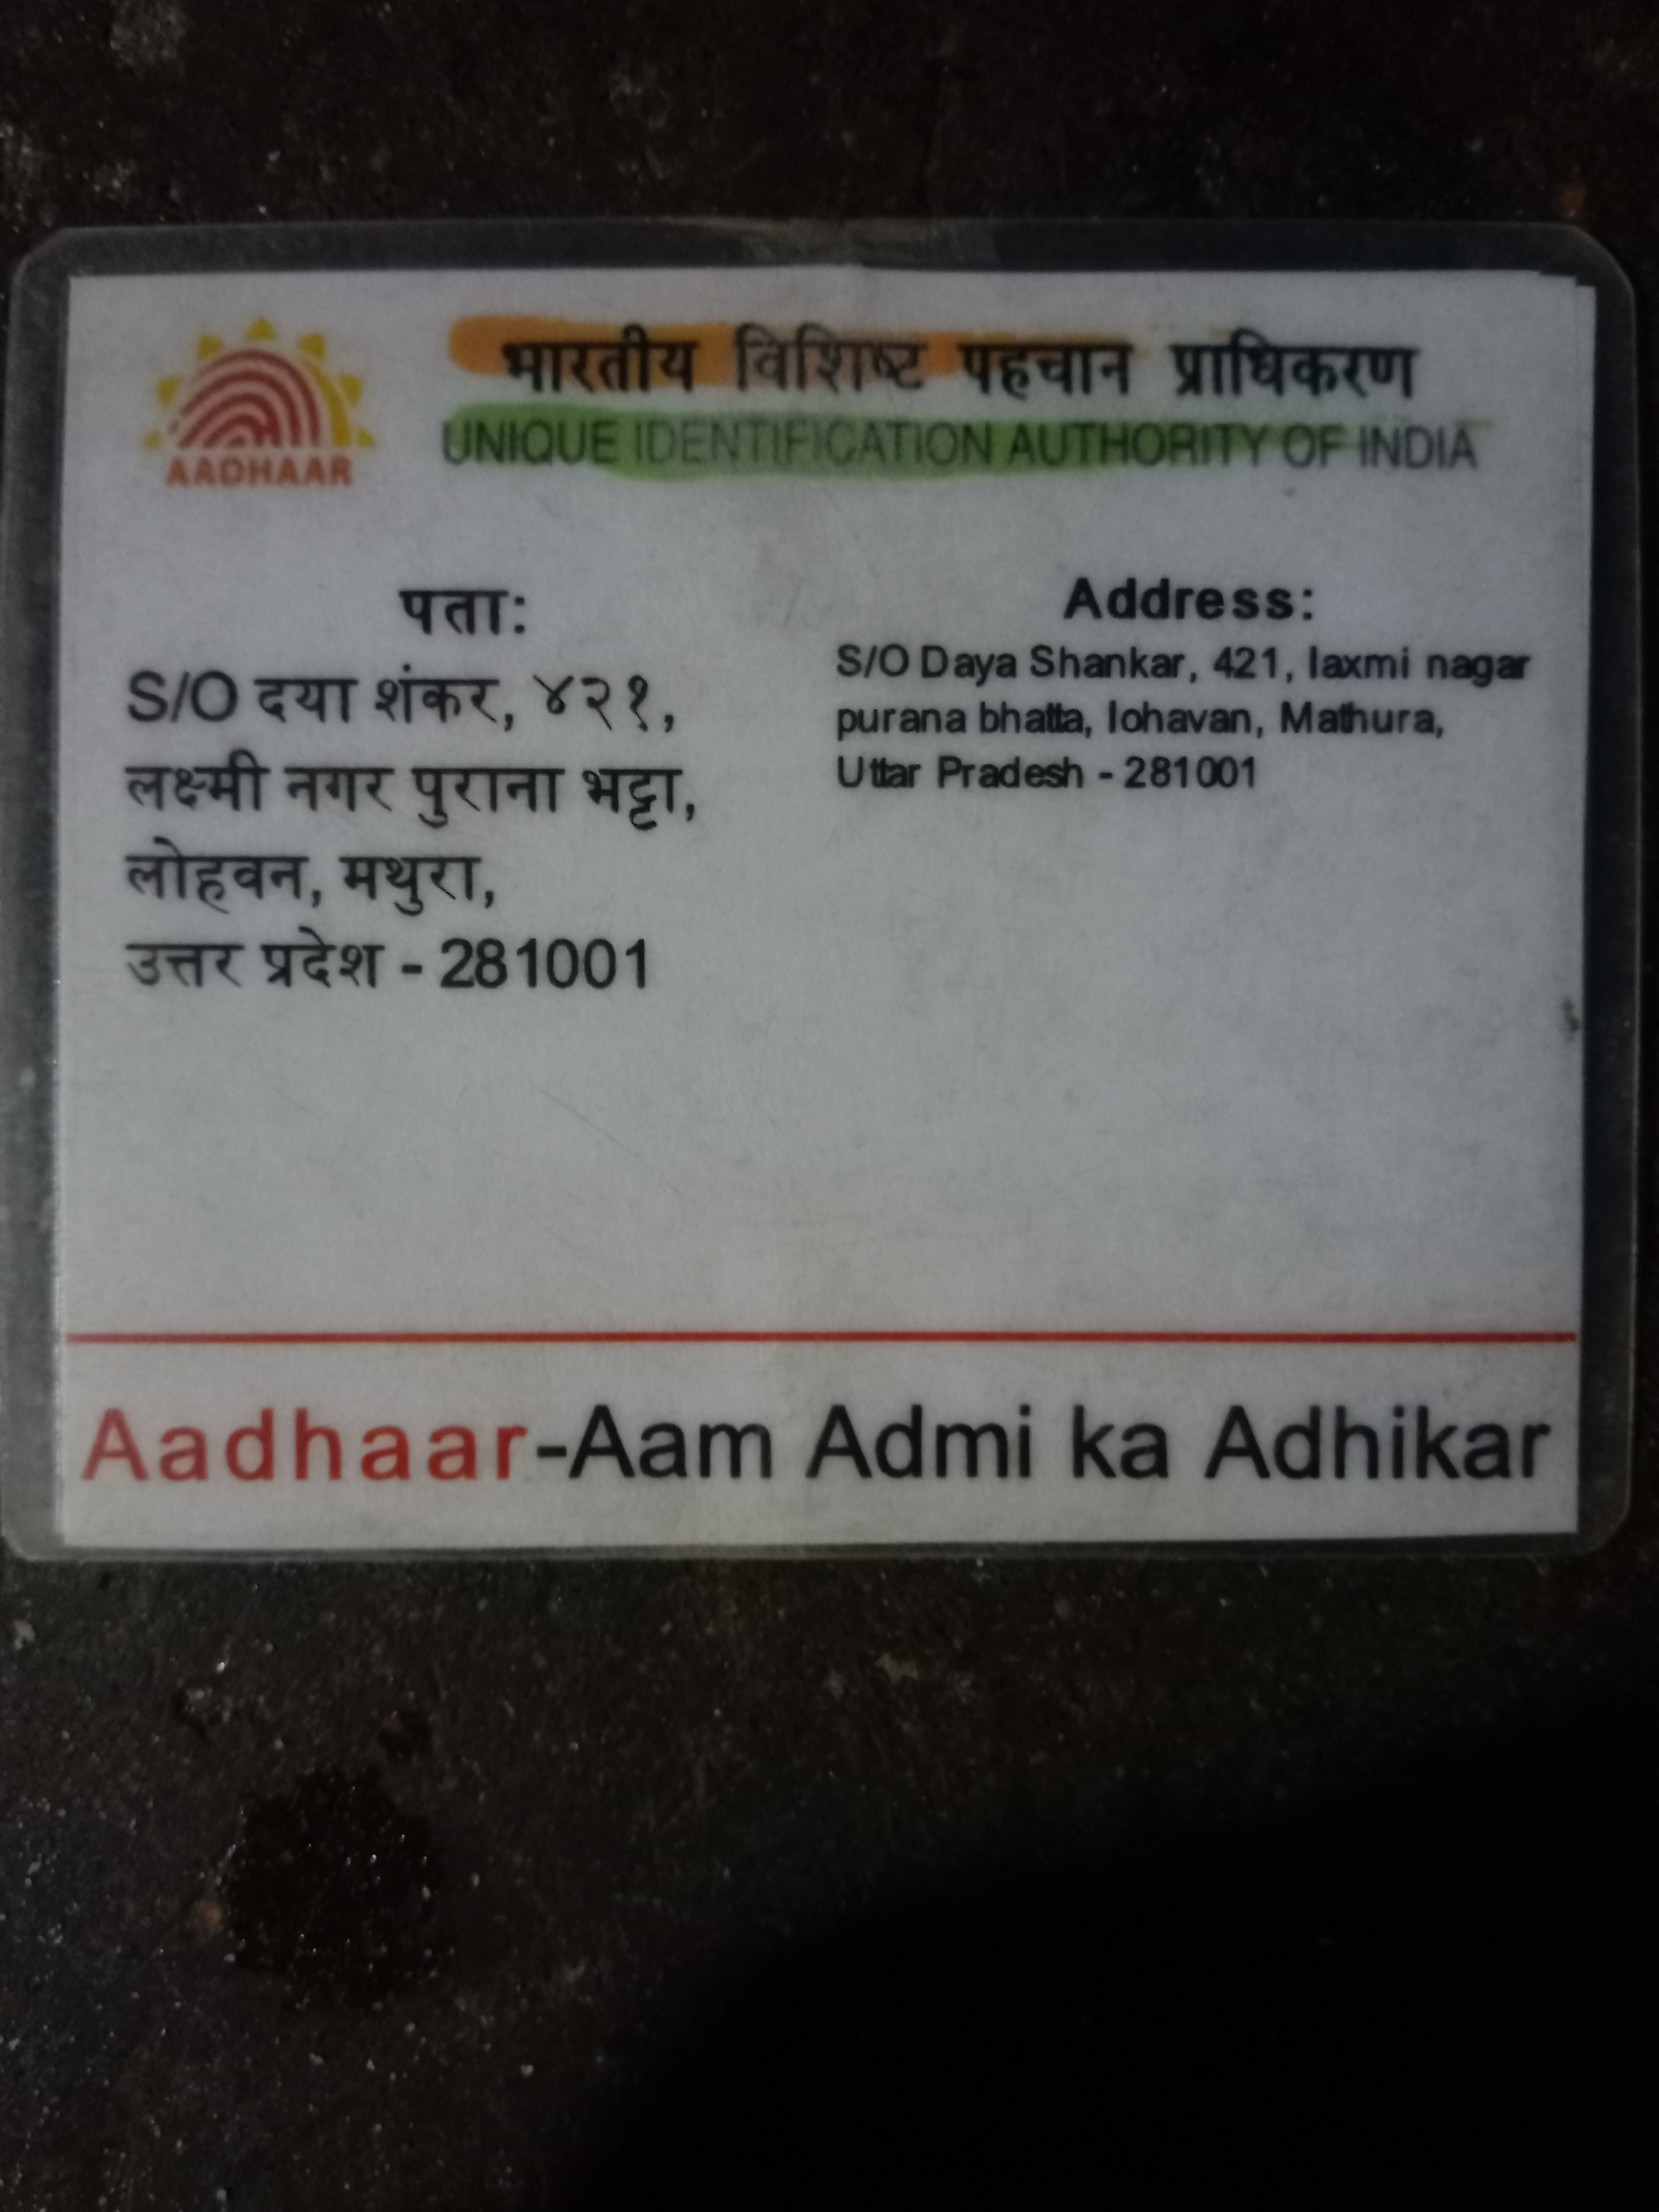 भारतीय विशिष्ट पहचान प्राधिकरण
UNIQUE IDENTIFICATION AUTHORITY OF INDIA
AADHAAR
पता:
S/O दया शंकर, ४२१,
लक्ष्मी नगर पुराना भट्टा,
लोहवन, मथुरा,
उत्तर प्रदेश - 281001
Address:
S/O Daya Shankar, 421, laxmi nagar
purana bhatta, lohavan, Mathura,
Uttar Pradesh - 281001
Aadhaar-Aam Admi ka Adhikar